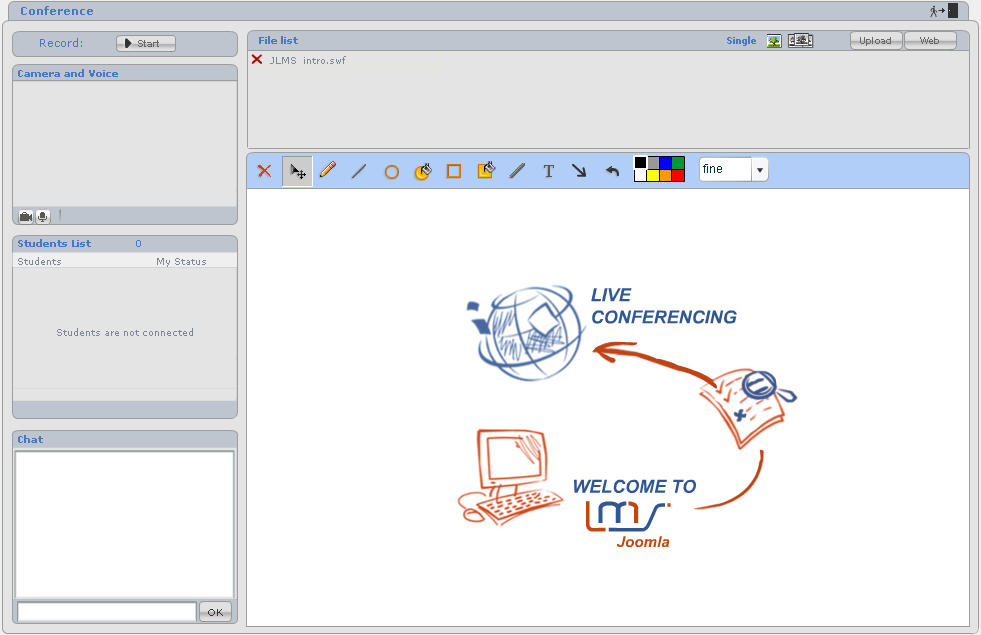 Conference
Record: Start
File list Single Upload Web
JLMS intro.swf
Camera and Voice
T fine
Students List 0
Students My Status
Students are not connected
LIVE
CONFERENCING
WELCOME TO
LMS
Joomla
Chat
OK